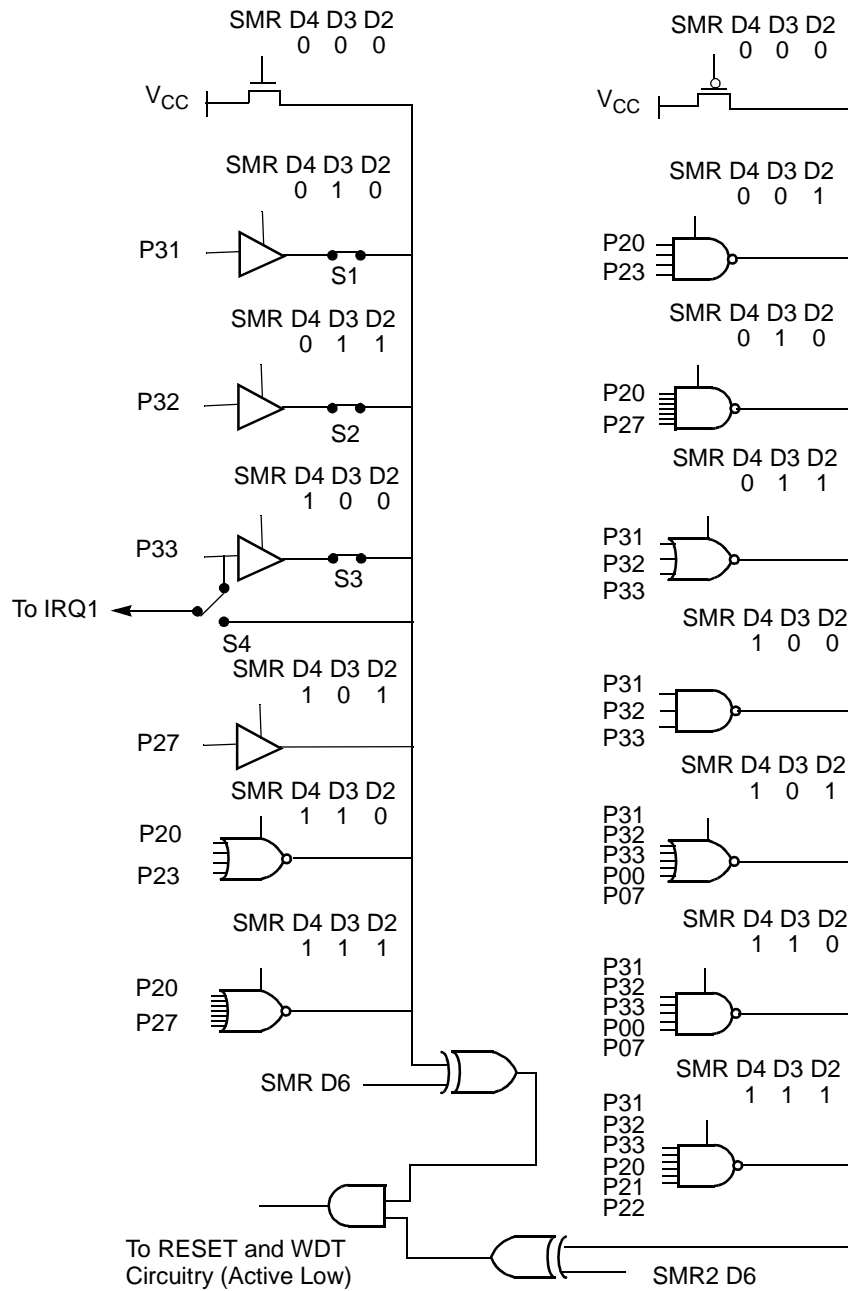 SMR D4 D3 D2
0 0 0
VCC
SMR D4 D3 D2
0 1 0
P31
S1
SMR D4 D3 D2
0 1 1
P32
S2
SMR D4 D3 D2
1 0 0
P33
S3
To IRQ1
S4
SMR D4 D3 D2
1 0 1
P27
SMR D4 D3 D2
1 1 0
P20
P23
SMR D4 D3 D2
1 1 1
P20
P27
SMR D6
To RESET and WDT
Circuitry (Active Low)
SMR D4 D3 D2
0 0 0
VCC
SMR D4 D3 D2
0 0 1
P20
P23
SMR D4 D3 D2
0 1 0
P20
P27
SMR D4 D3 D2
0 1 1
P31
P32
P33
SMR D4 D3 D2
1 0 0
P31
P32
P33
SMR D4 D3 D2
1 0 1
P31
P32
P33
P00
P07
SMR D4 D3 D2
1 1 0
P31
P32
P33
P00
P07
SMR D4 D3 D2
1 1 1
P31
P32
P33
P20
P21
P22
SMR2 D6